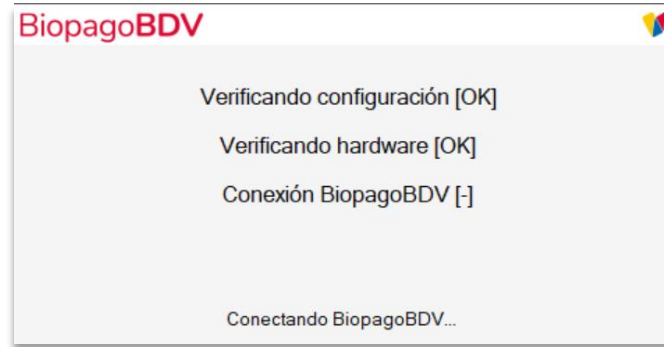 BiopagoBDV
Verificando configuración [OK]
Verificando hardware [OK]
Conexión BiopagoBDV [-]
Conectando BiopagoBDV...